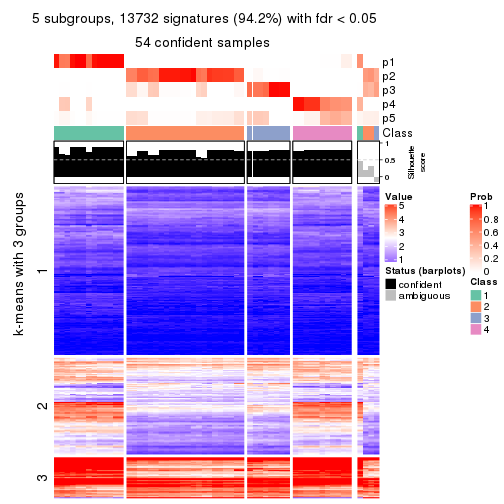 5 subgroups, 13732 signatures (94.2%) with fdr < 0.05
54 confident samples
p1
p2
p3
p4
p5
Class
1
0.5
0
Silhouette
score
k-means with 3 groups
1
2
3
Value
5
4
3
2
1
Status (barplots)
confident
ambiguous
Prob
1
0.8
0.6
0.4
0.2
0
Class
1
2
3
4